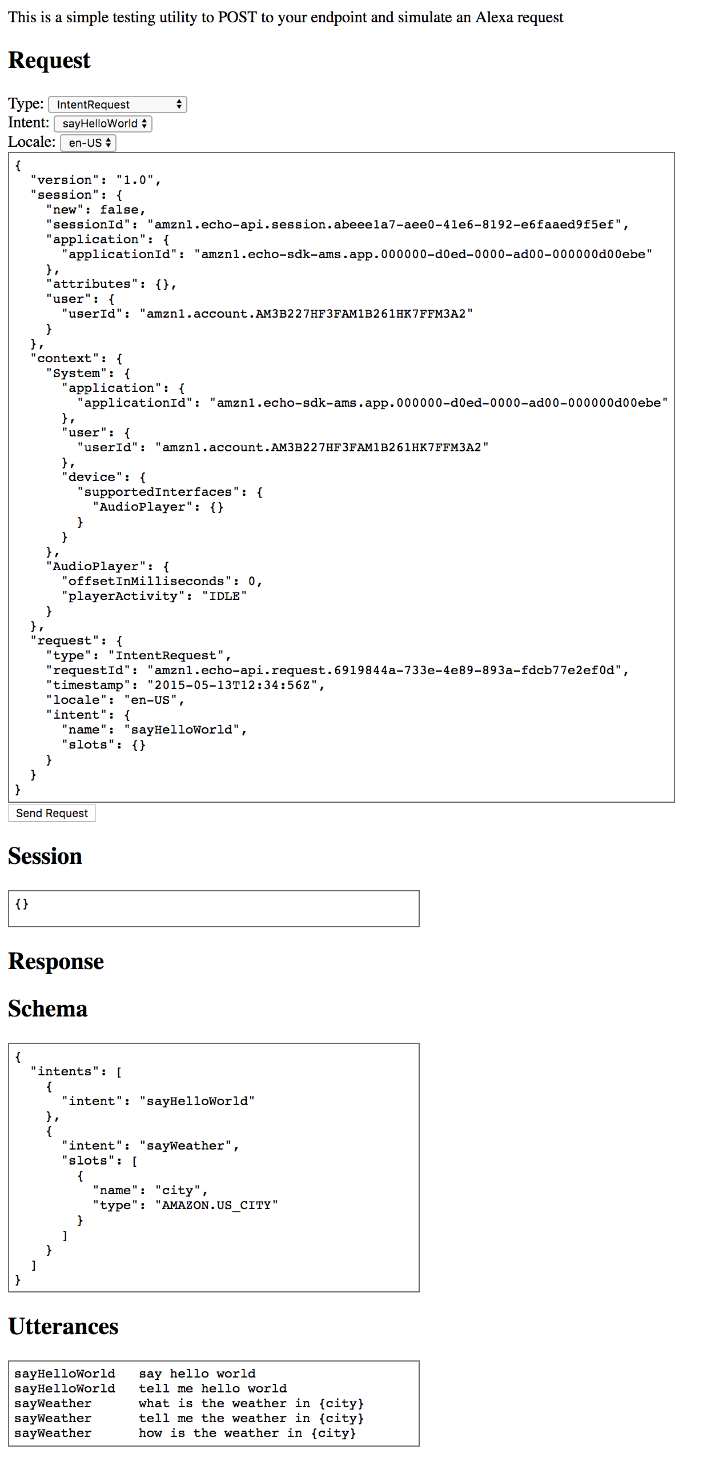 This is a simple testing utility to POST to your endpoint and simulate an Alexa request
Request
Type: IntentRequest
Intent: sayHelloWorld
Locale: en-US
{
  "version": "1.0",
  "session": {
    "new": false,
    "sessionId": "amzn1.echo-api.session.abeee1a7-aee0-41e6-8192-e6faaed9f5ef",
    "application": {
      "applicationId": "amzn1.echo-sdk-ams.app.000000-d0ed-0000-ad00-000000d00ebe"
    },
    "attributes": {},
    "user": {
      "userId": "amzn1.account.AM3B227HF3FAM1B261HK7FFM3A2"
    }
  },
  "context": {
    "System": {
      "application": {
        "applicationId": "amzn1.echo-sdk-ams.app.000000-d0ed-0000-ad00-000000d00ebe"
      },
      "user": {
        "userId": "amzn1.account.AM3B227HF3FAM1B261HK7FFM3A2"
      },
      "device": {
        "supportedInterfaces": {
          "AudioPlayer": {}
        }
      }
    },
    "AudioPlayer": {
      "offsetInMilliseconds": 0,
      "playerActivity": "IDLE"
    }
  },
  "request": {
    "type": "IntentRequest",
    "requestId": "amzn1.echo-api.request.6919844a-733e-4e89-893a-fdcb77e2ef0d",
    "timestamp": "2015-05-13T12:34:56Z",
    "locale": "en-US",
    "intent": {
      "name": "sayHelloWorld",
      "slots": {}
    }
  }
}
Send Request
Session
{}
Response
Schema
{
  "intents": [
    {
      "intent": "sayHelloWorld"
    },
    {
      "intent": "sayWeather",
      "slots": [
        {
          "name": "city",
          "type": "AMAZON.US_CITY"
        }
      ]
    }
  ]
}
Utterances
sayHelloWorld   say hello world
sayHelloWorld   tell me hello world
sayWeather      what is the weather in {city}
sayWeather      tell me the weather in {city}
sayWeather      how is the weather in {city}